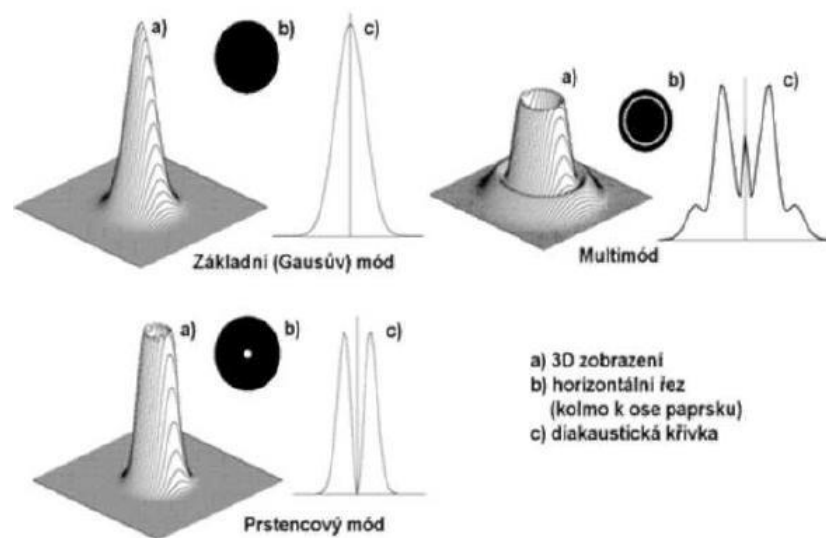 a)
b)
c)
Základní (Gausův) mód
a)
b)
c)
Multimód
a)
b)
c)
Prstencový mód
a) 3D zobrazení
b) horizontální řez
(kolmo k ose paprsku)
c) diakaustická křivka